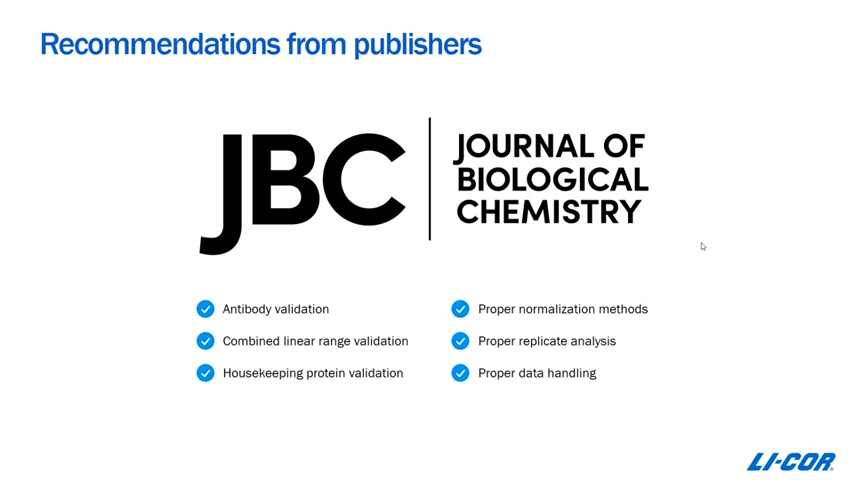 Recommendations from publishers
JBC
JOURNAL OF
BIOLOGICAL
CHEMISTRY
Antibody validation
Combined linear range validation
Housekeeping protein validation
Proper normalization methods
Proper replicate analysis
Proper data handling
LI-COR®